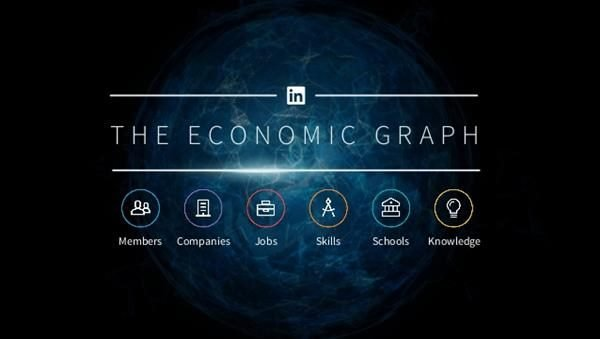 in
THE ECONOMIC GRAPH
Members Companies Jobs Skills Schools Knowledge